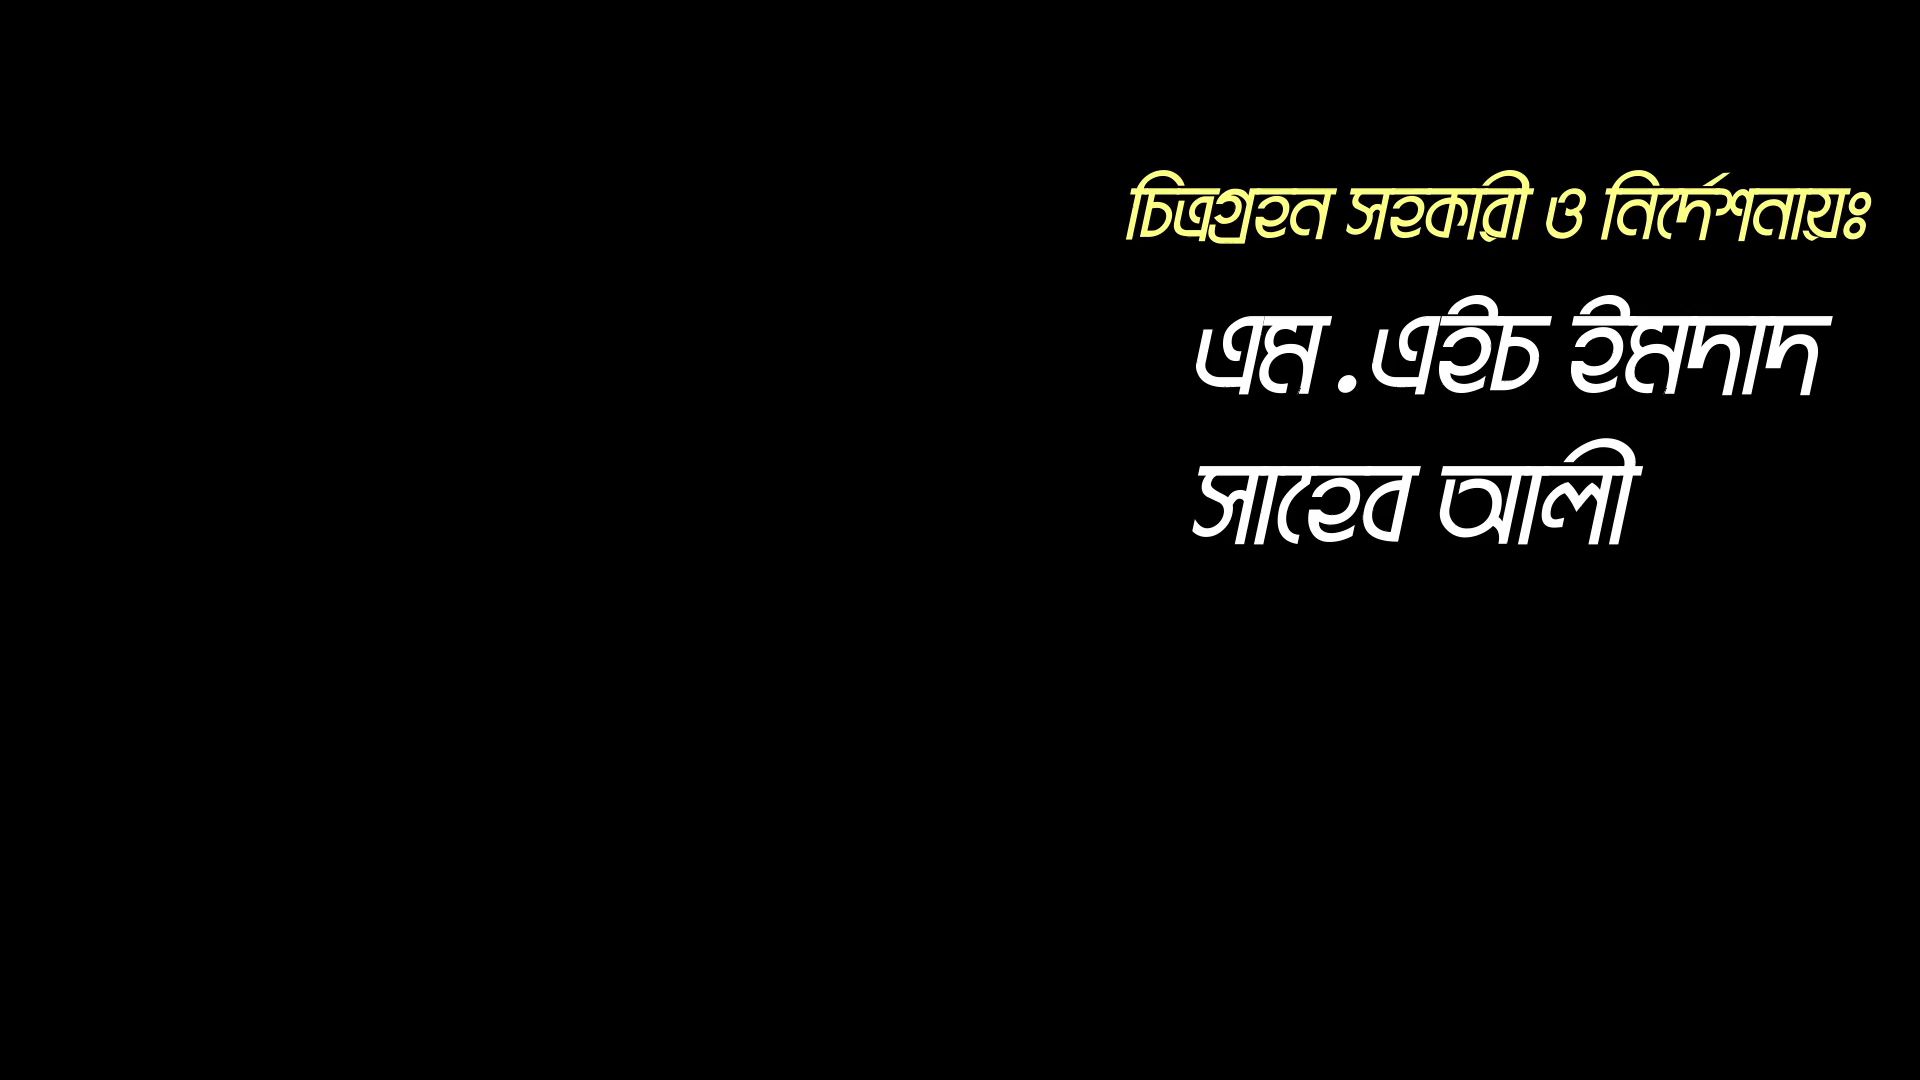 চিত্রগ্রহন সহকারী ও নির্দেশনায়ঃ
এম .এইচ ইমদাদ
সাহেব আলী